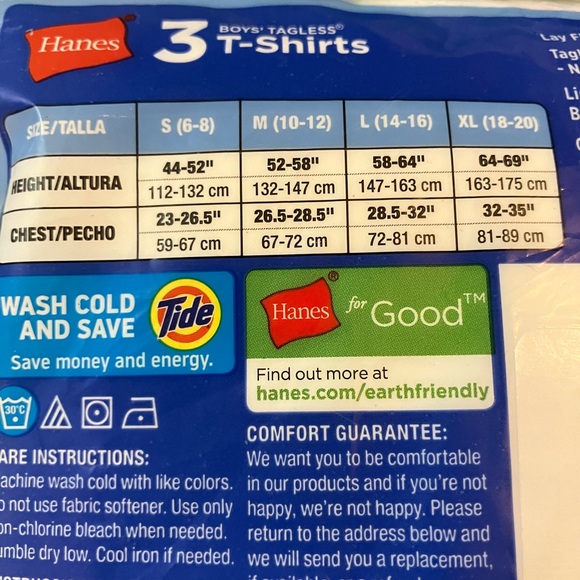 Hanes®
3 BOYS' TAGLESS® T-Shirts
Lay F
Tag
- N
Li
B
SIZE/TALLA S (6-8) M (10-12) L (14-16) XL (18-20)
HEIGHT/ALTURA 44-52" 52-58" 58-64" 64-69"
112-132 cm 132-147 cm 147-163 cm 163-175 cm
CHEST/PECHO 23-26.5" 26.5-28.5" 28.5-32" 32-35"
59-67 cm 67-72 cm 72-81 cm 81-89 cm
WASH COLD
AND SAVE
Tide
Save money and energy.
Hanes® for Good™
Find out more at
hanes.com/earthfriendly
30°C
ARE INSTRUCTIONS:
achine wash cold with like colors.
o not use fabric softener. Use only
on-chlorine bleach when needed.
umble dry low. Cool iron if needed.
COMFORT GUARANTEE:
We want you to be comfortable
in our products and if you're not
happy, we're not happy. Please
return to the address below and
we will send you a replacement,